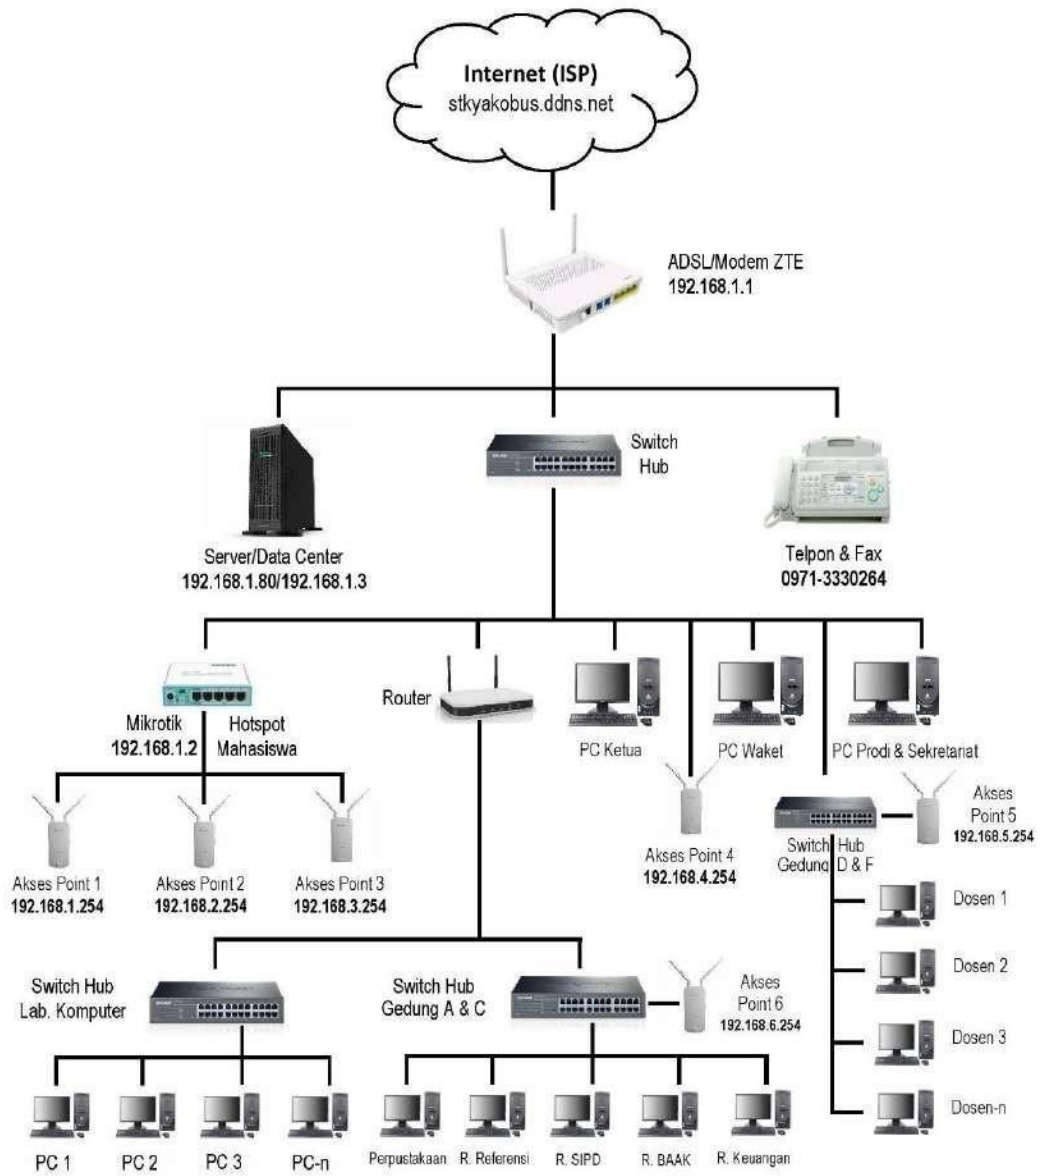 Internet (ISP)
stkyakobus.ddns.net
ADSL/Modem ZTE
192.168.1.1
Switch
Hub
Server/Data Center
192.168.1.80/192.168.1.3
Telpon & Fax
0971-3330264
Mikrotik
192.168.1.2
Hotspot
Mahasiswa
Router
PC Ketua
PC Waket
PC Prodi & Sekretariat
Akses Point 1
192.168.1.254
Akses Point 2
192.168.2.254
Akses Point 3
192.168.3.254
Akses Point 4
192.168.4.254
Switch Hub
Gedung D & F
Akses
Point 5
192.168.5.254
Dosen 1
Dosen 2
Dosen 3
Dosen-n
Switch Hub
Lab. Komputer
Switch Hub
Gedung A & C
Akses
Point 6
192.168.6.254
PC 1
PC 2
PC 3
PC-n
Perpustakaan
R. Referensi
R. SIPD
R. BAAK
R. Keuangan